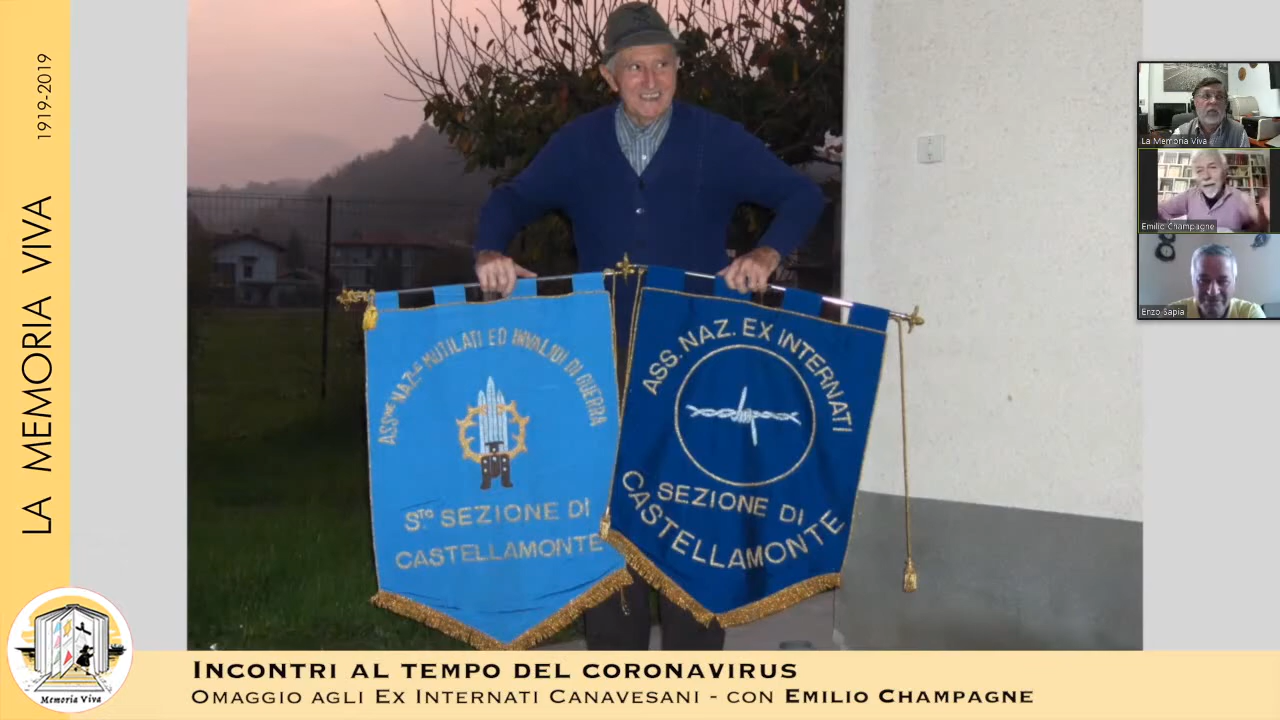 LA MEMORIA VIVA 1919-2019
ASS.NE NAZ.LE MUTILATI ED INVALIDI DI GUERRA
S.TO SEZIONE DI
CASTELLAMONTE
ASS. NAZ. EX INTERNATI
SEZIONE DI
CASTELLAMONTE
La Memoria Viva
Emilio Champagne
Enzo Sapia
Memoria Viva
INCONTRI AL TEMPO DEL CORONAVIRUS
OMAGGIO AGLI EX INTERNATI CANAVESANI - CON EMILIO CHAMPAGNE